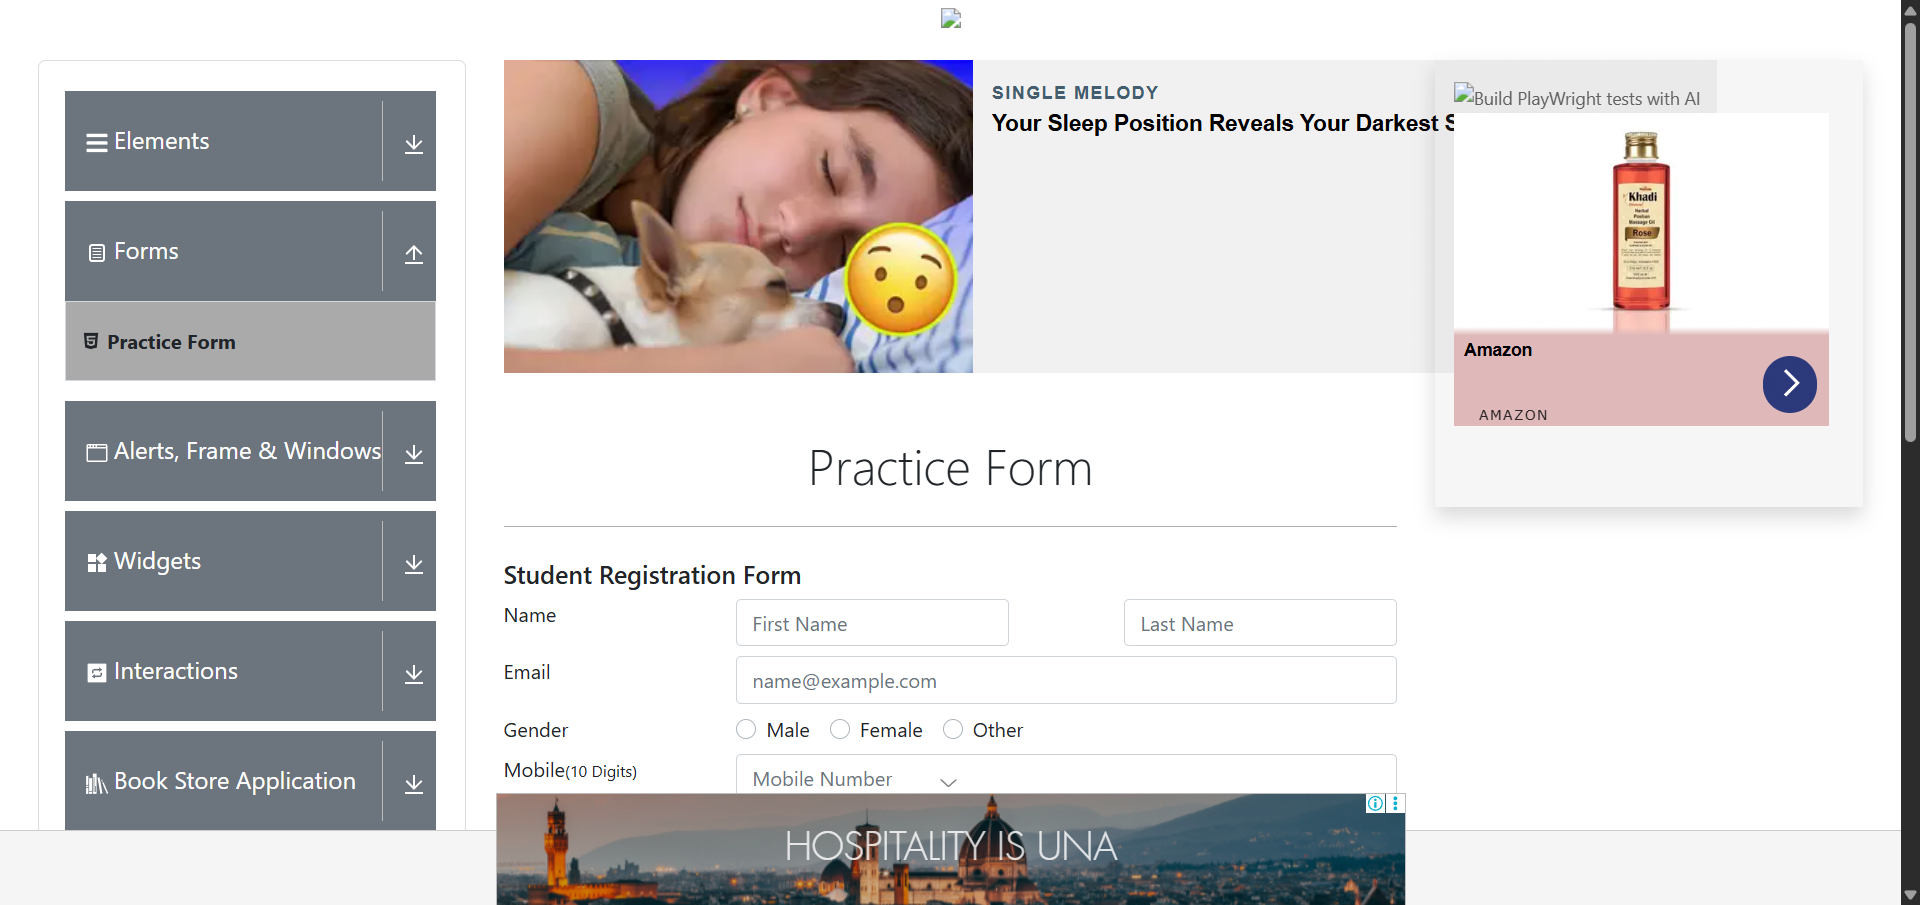 Elements
Forms
Practice Form
Alerts, Frame & Windows
Widgets
Interactions
Book Store Application
SINGLE MELODY
Your Sleep Position Reveals Your Darkest S
Build PlayWright tests with AI
Khadi
Rose
Amazon
AMAZON
Practice Form
Student Registration Form
Name
First Name
Last Name
Email
name@example.com
Gender
Male
Female
Other
Mobile(10 Digits)
Mobile Number
HOSPITALITY IS UNA